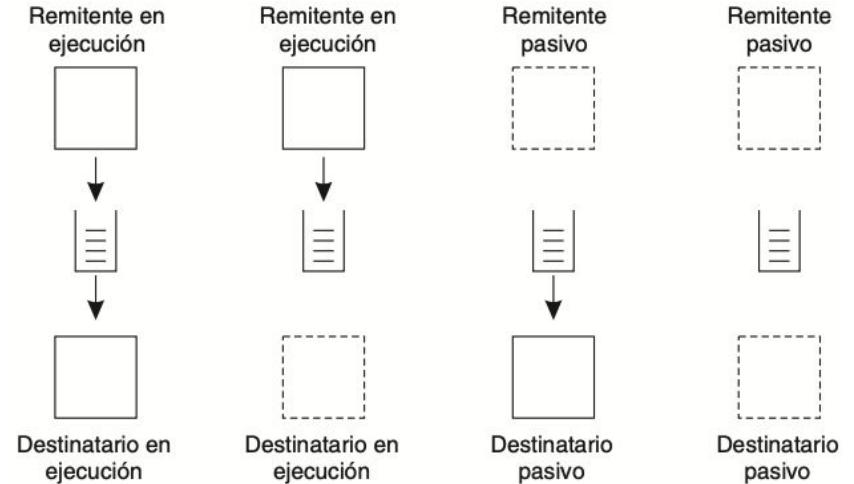 Remitente en
ejecución
Remitente en
ejecución
Remitente
pasivo
Remitente
pasivo
Destinatario en
ejecución
Destinatario en
ejecución
Destinatario
pasivo
Destinatario
pasivo